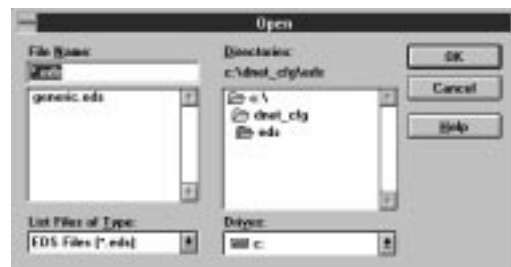 Open
File Name:
*.eds
generic.eds
List Files of Type:
EDS Files (*.eds)
Directories:
c:\dnet_cfg\eds
c:\
dnet_cfg
eds
Drives:
c:
OK
Cancel
Help